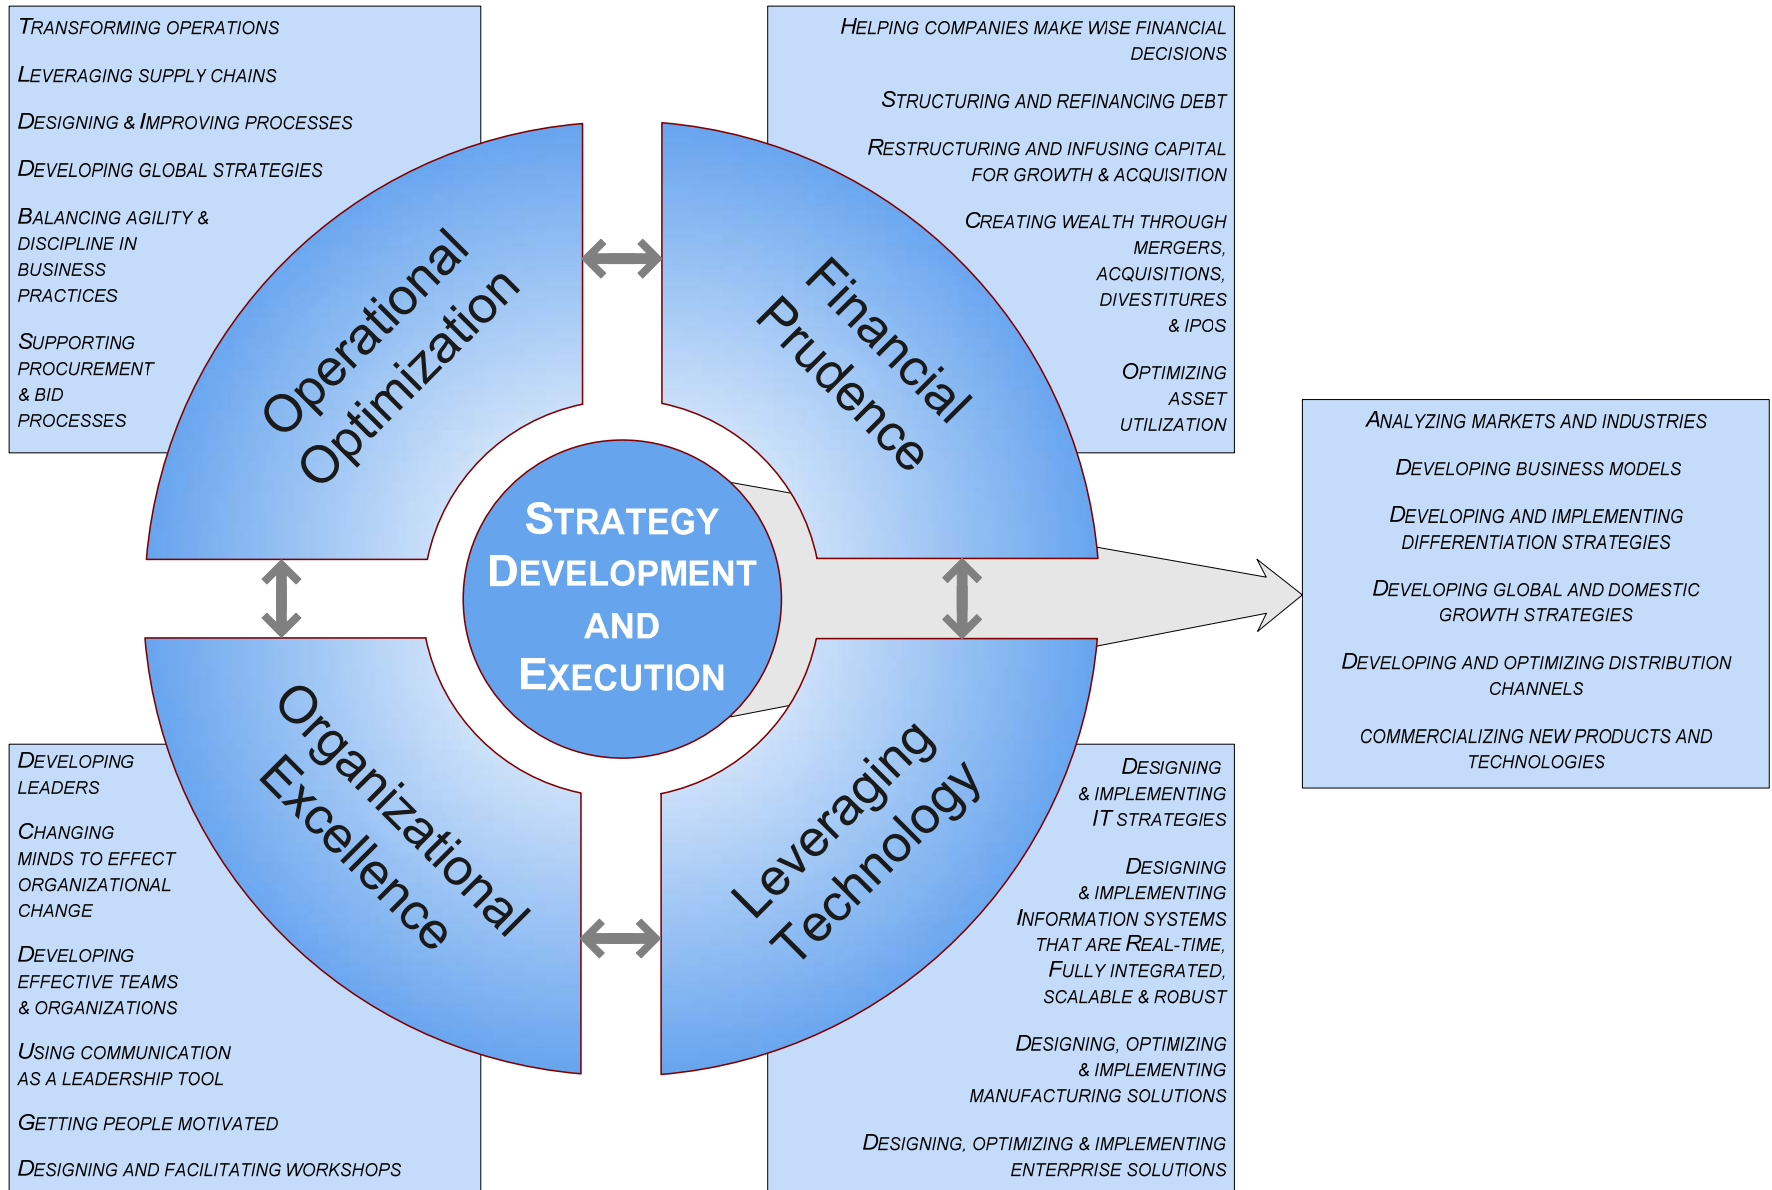 TRANSFORMING OPERATIONS
LEVERAGING SUPPLY CHAINS
DESIGNING & IMPROVING PROCESSES
DEVELOPING GLOBAL STRATEGIES
BALANCING AGILITY &
DISCIPLINE IN
BUSINESS
PRACTICES
SUPPORTING
PROCUREMENT
& BID
PROCESSES
Operational
Optimization
HELPING COMPANIES MAKE WISE FINANCIAL
DECISIONS
STRUCTURING AND REFINANCING DEBT
RESTRUCTURING AND INFUSING CAPITAL
FOR GROWTH & ACQUISITION
CREATING WEALTH THROUGH
MERGERS,
ACQUISITIONS,
DIVESTITURES
& IPOS
OPTIMIZING
ASSET
UTILIZATION
Financial
Prudence
STRATEGY
DEVELOPMENT
AND
EXECUTION
ANALYZING MARKETS AND INDUSTRIES
DEVELOPING BUSINESS MODELS
DEVELOPING AND IMPLEMENTING
DIFFERENTIATION STRATEGIES
DEVELOPING GLOBAL AND DOMESTIC
GROWTH STRATEGIES
DEVELOPING AND OPTIMIZING DISTRIBUTION
CHANNELS
COMMERCIALIZING NEW PRODUCTS AND
TECHNOLOGIES
Organizational
Excellence
DEVELOPING
LEADERS
CHANGING
MINDS TO EFFECT
ORGANIZATIONAL
CHANGE
DEVELOPING
EFFECTIVE TEAMS
& ORGANIZATIONS
USING COMMUNICATION
AS A LEADERSHIP TOOL
GETTING PEOPLE MOTIVATED
DESIGNING AND FACILITATING WORKSHOPS
Leveraging
Technology
DESIGNING
& IMPLEMENTING
IT STRATEGIES
DESIGNING
& IMPLEMENTING
INFORMATION SYSTEMS
THAT ARE REAL-TIME,
FULLY INTEGRATED,
SCALABLE & ROBUST
DESIGNING, OPTIMIZING
& IMPLEMENTING
MANUFACTURING SOLUTIONS
DESIGNING, OPTIMIZING & IMPLEMENTING
ENTERPRISE SOLUTIONS